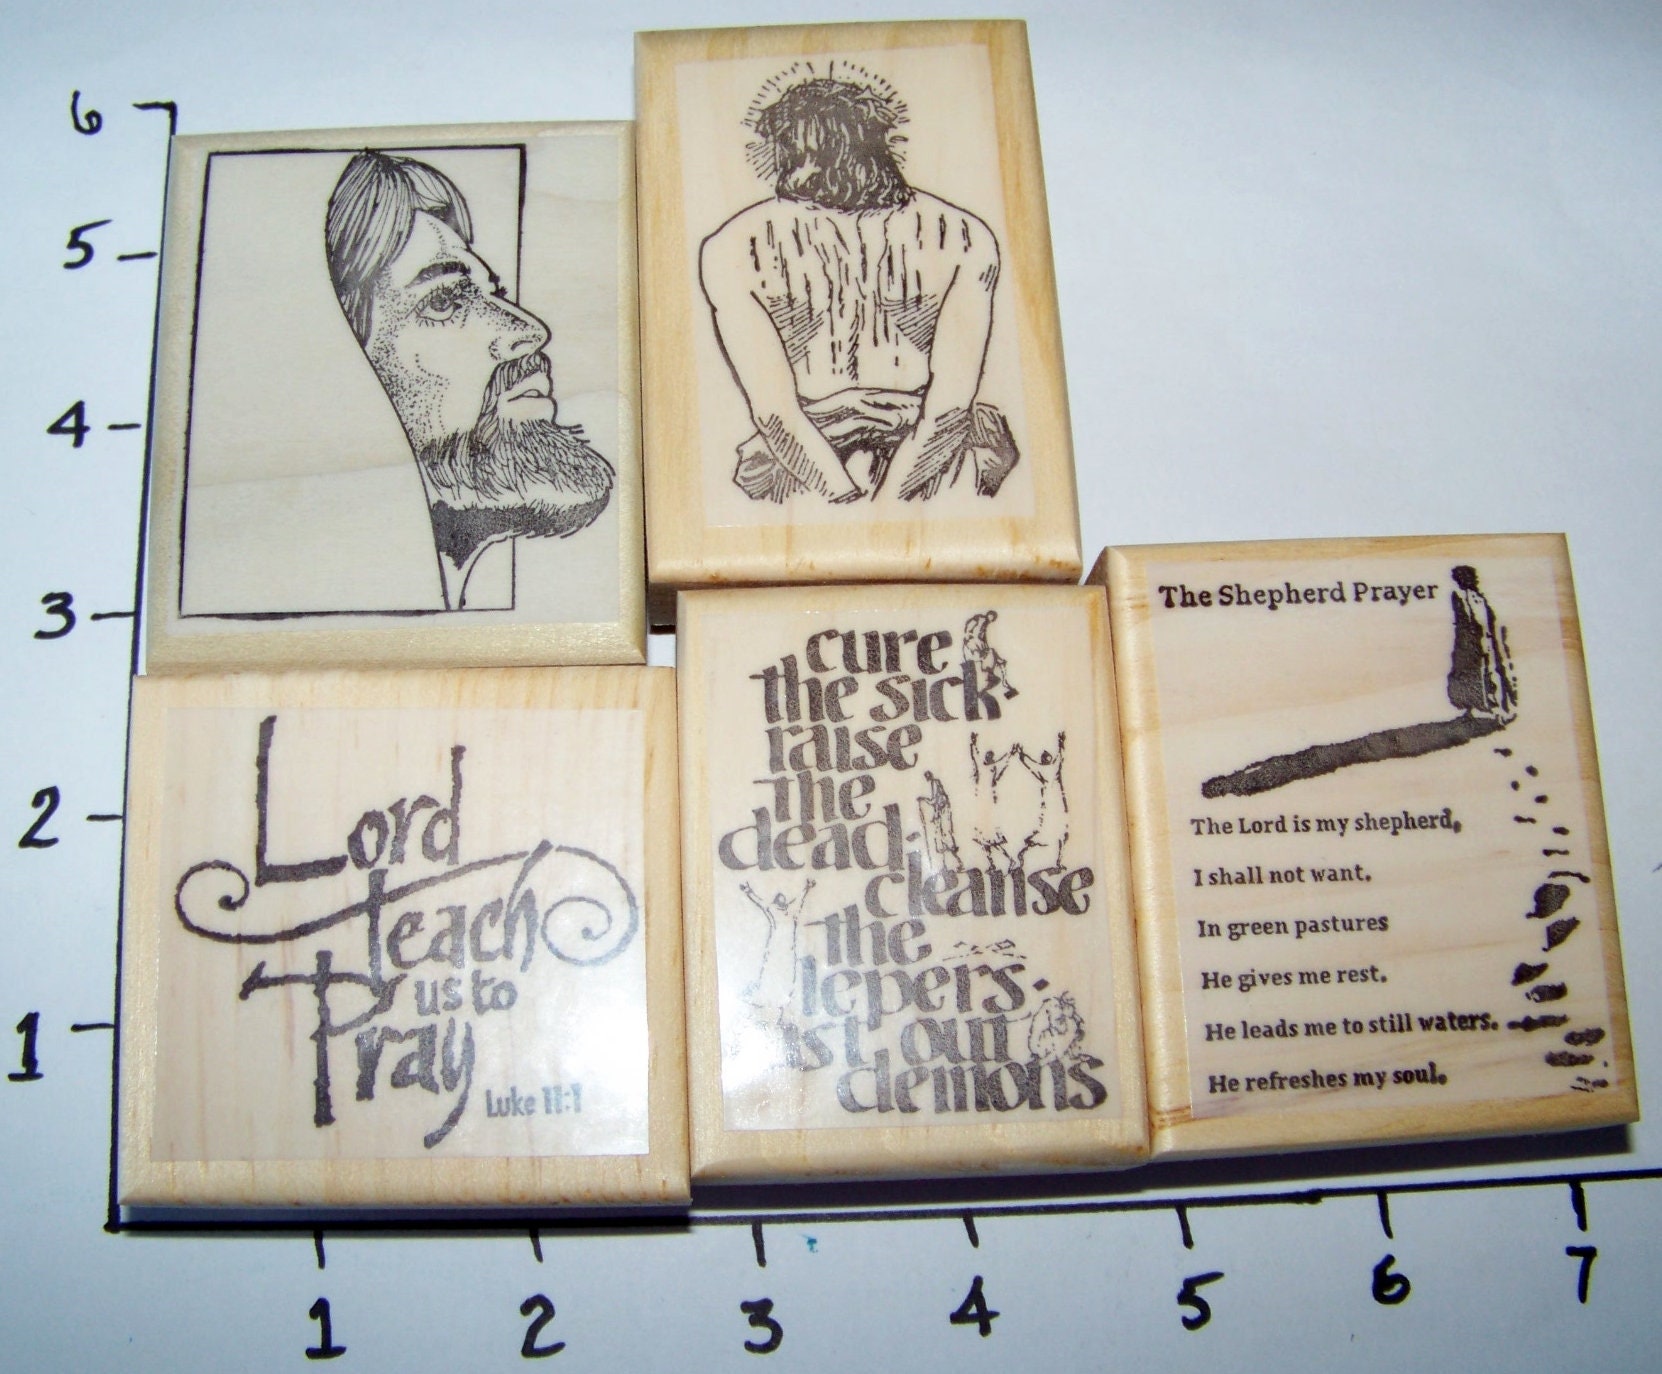 6
5
4
3
2
1
Lord
Teach
us to
Pray
Luke 11:1
cure
the sick
raise
the
dead.
cleanse
the
lepers.
out
demons
The Shepherd Prayer
The Lord is my shepherd,
I shall not want.
In green pastures
He gives me rest.
He leads me to still waters.
He refreshes my soul.
1 2 3 4 5 6 7